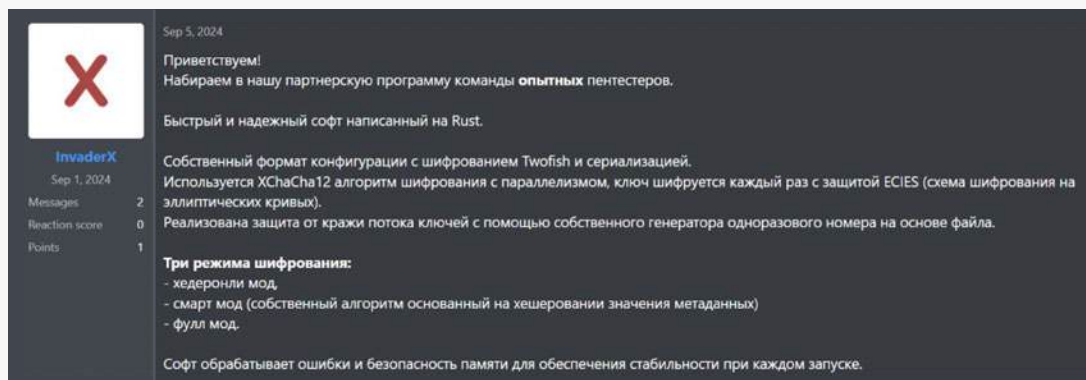 Sep 5, 2024
Приветствуем!
Набираем в нашу партнерскую программу команды опытных пентестеров.
Быстрый и надежный софт написанный на Rust.
InvaderX
Sep 1, 2024
Messages 2
Reaction score 0
Points 1
Собственный формат конфигурации с шифрованием Twofish и сериализацией.
Используется XChaCha12 алгоритм шифрования с параллелизмом, ключ шифруется каждый раз с защитой ECIES (схема шифрования на
эллиптических кривых).
Реализована защита от кражи потока ключей с помощью собственного генератора одноразового номера на основе файла.
Три режима шифрования:
- хедеронли мод,
- смарт мод (собственный алгоритм основанный на хешеровании значения метаданных)
- фулл мод.
Софт обрабатывает ошибки и безопасность памяти для обеспечения стабильности при каждом запуске.